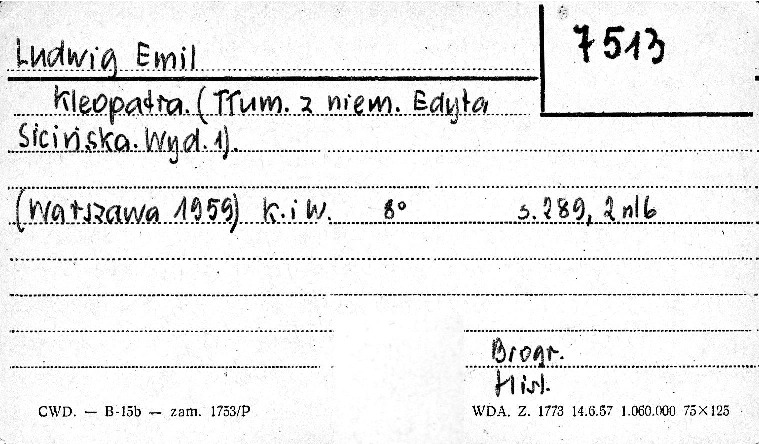 Ludwig Emil
7513
Kleopatra. (Tłum. z niem. Edyta
Sicińska. Wyd. 1).
(Warszawa 1959) K. i W. 8° s. 289, 2 nlb
Biogr.
Hist.
CWD. — B-15b — zam. 1753/P
WDA. Z. 1773 14.6.57 1.060.000 75×125